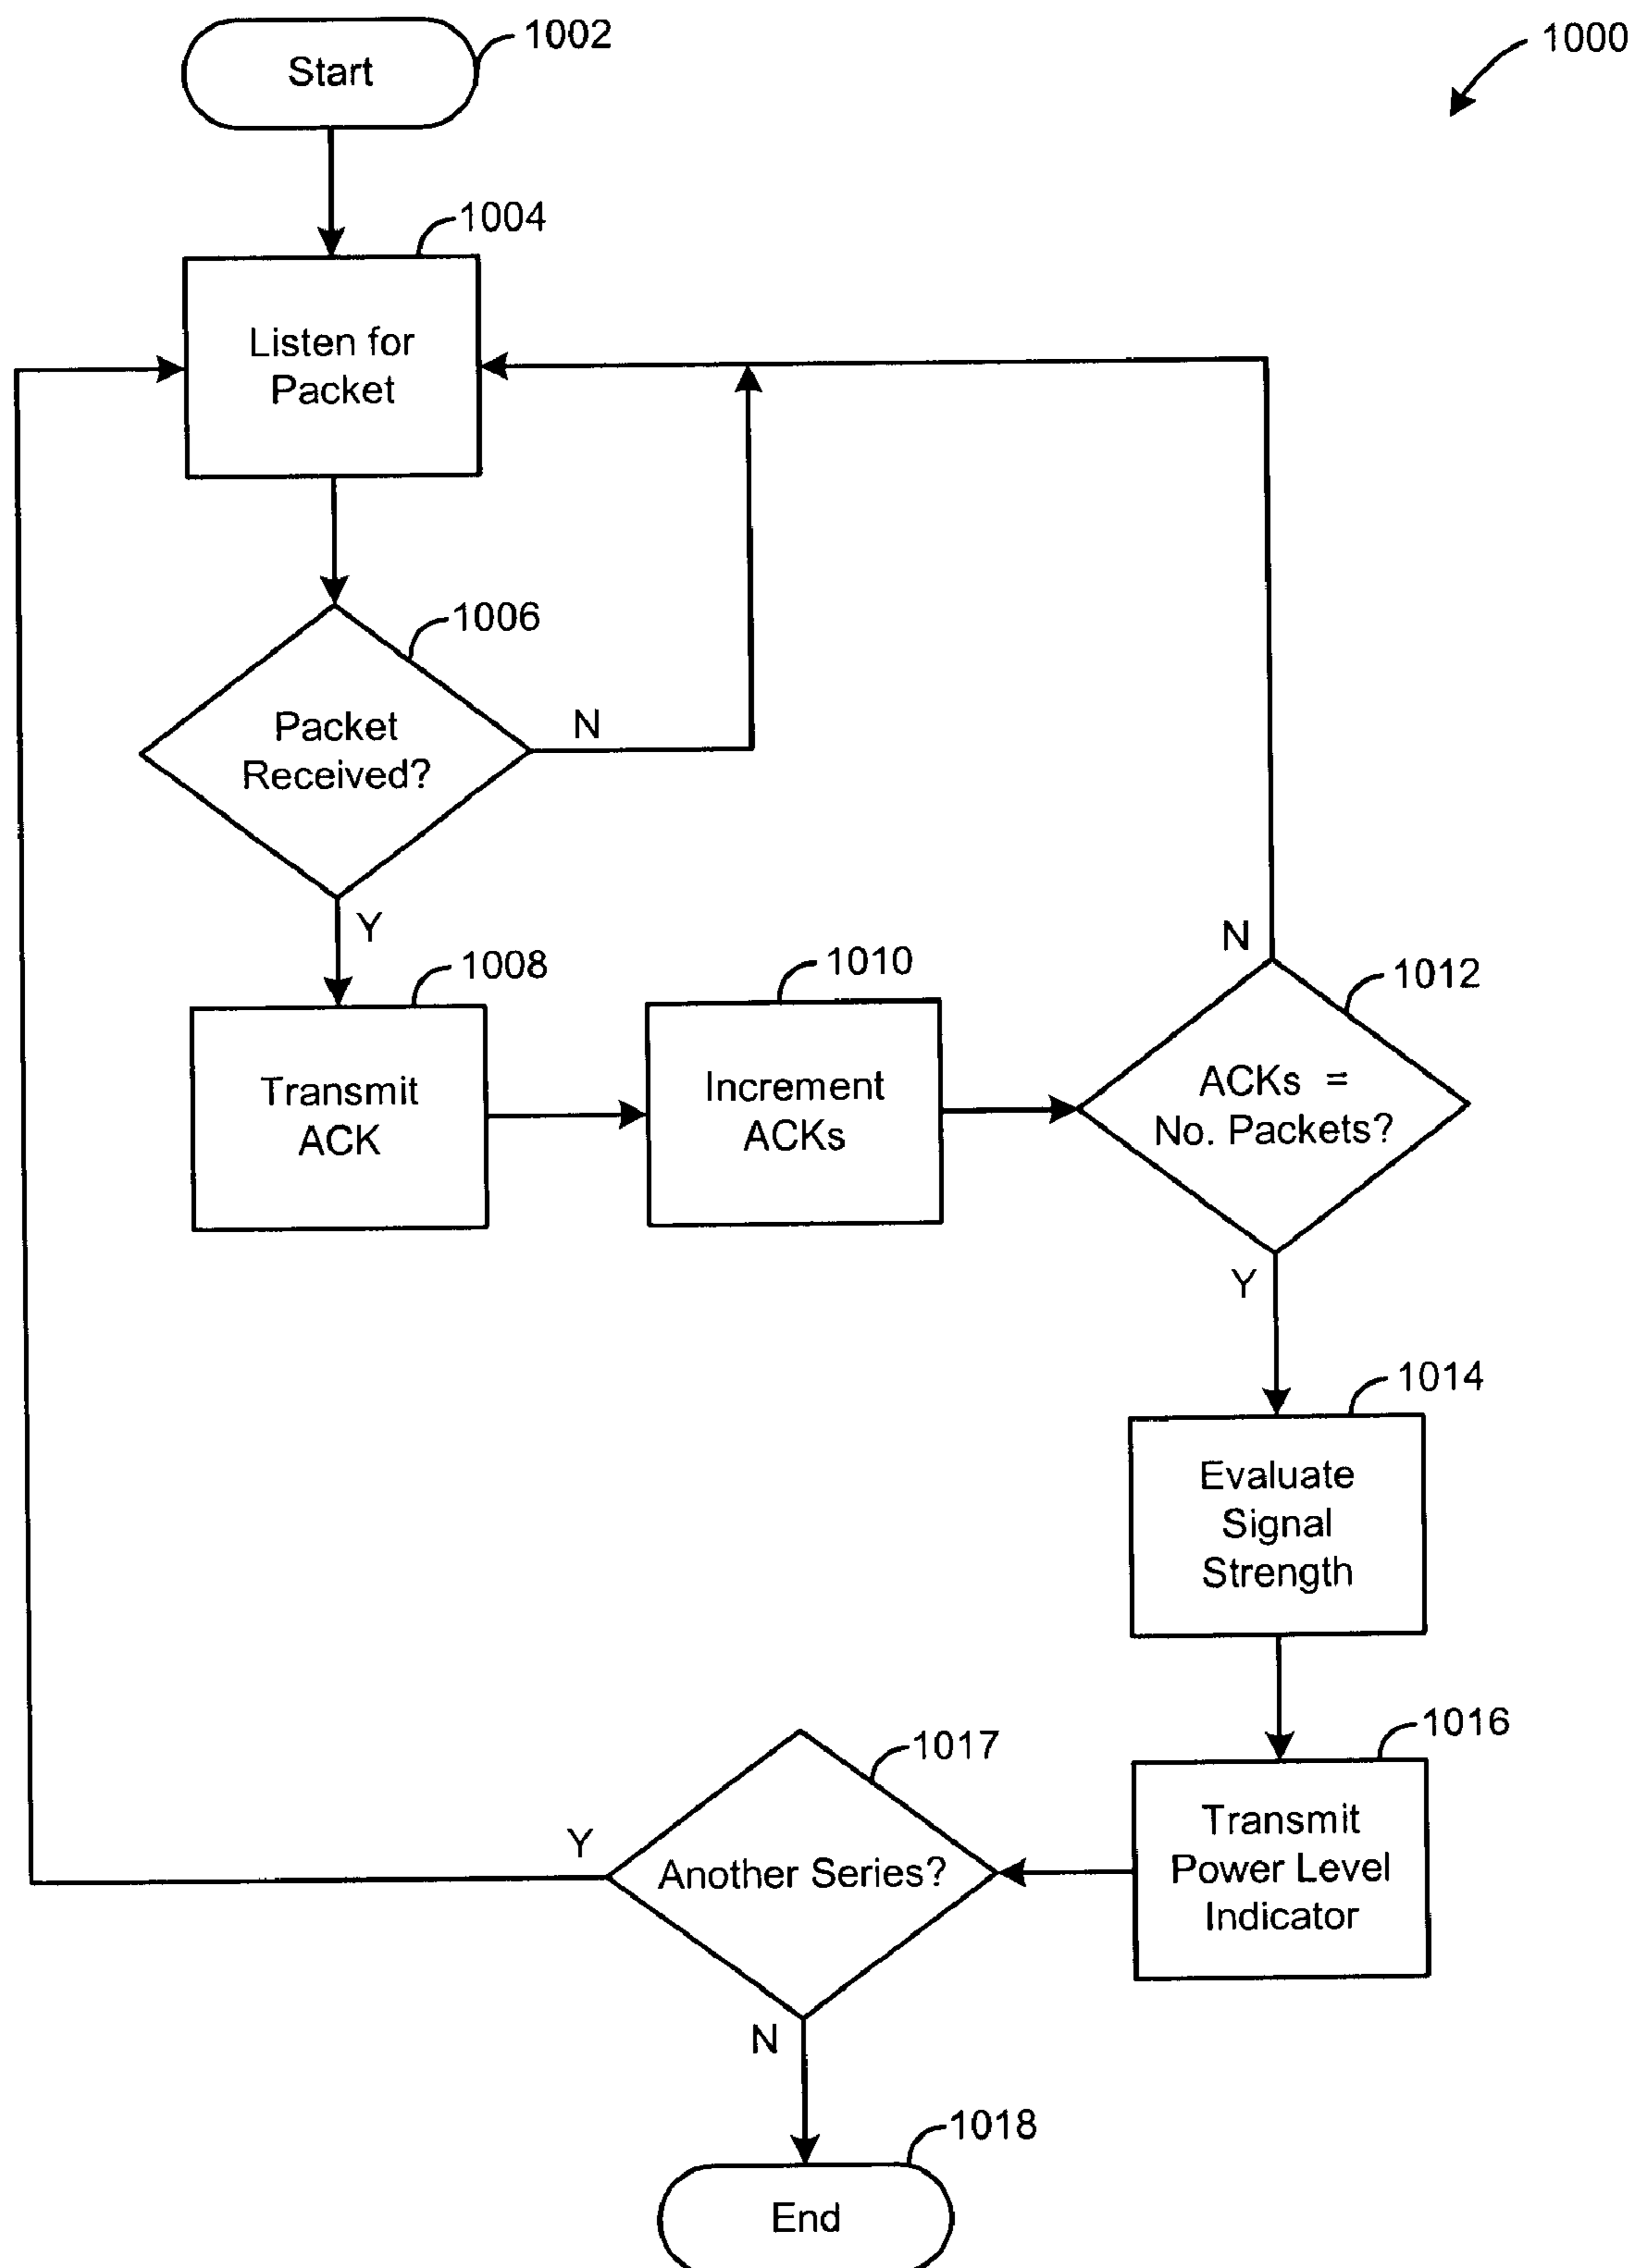 1002
Start
1000
1004
Listen for
Packet
1006
Packet
Received?
N
Y
1008
Transmit
ACK
1010
Increment
ACKs
N
1012
ACKs =
No. Packets?
Y
1014
Evaluate
Signal
Strength
1016
Transmit
Power Level
Indicator
1017
Another Series?
Y
N
1018
End